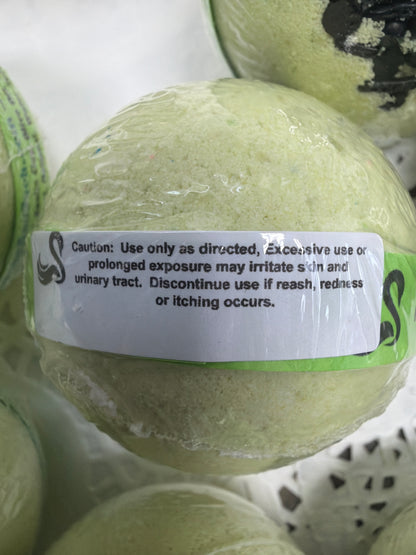 Caution: Use only as directed, Excessive use or
prolonged exposure may irritate skin and
urinary tract. Discontinue use if reash, redness
or itching occurs.